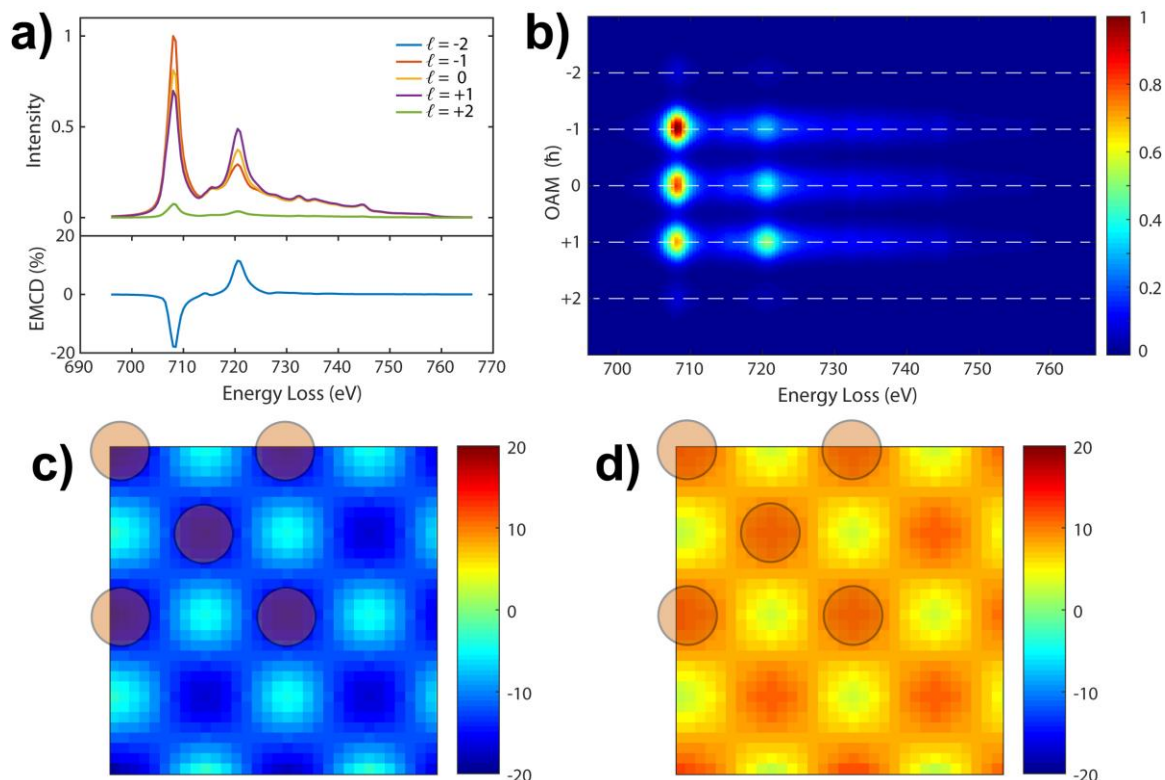 a)
1
0.5
0
Intensity
ℓ = -2
ℓ = -1
ℓ = 0
ℓ = +1
ℓ = +2
20
0
-20
EMCD (%)
690 700 710 720 730 740 750 760 770
Energy Loss (eV)
b)
-2
-1
0
+1
+2
OAM (ħ)
700 710 720 730 740 750 760
Energy Loss (eV)
1
0.8
0.6
0.4
0.2
0
c)
20
10
0
-10
-20
d)
20
10
0
-10
-20